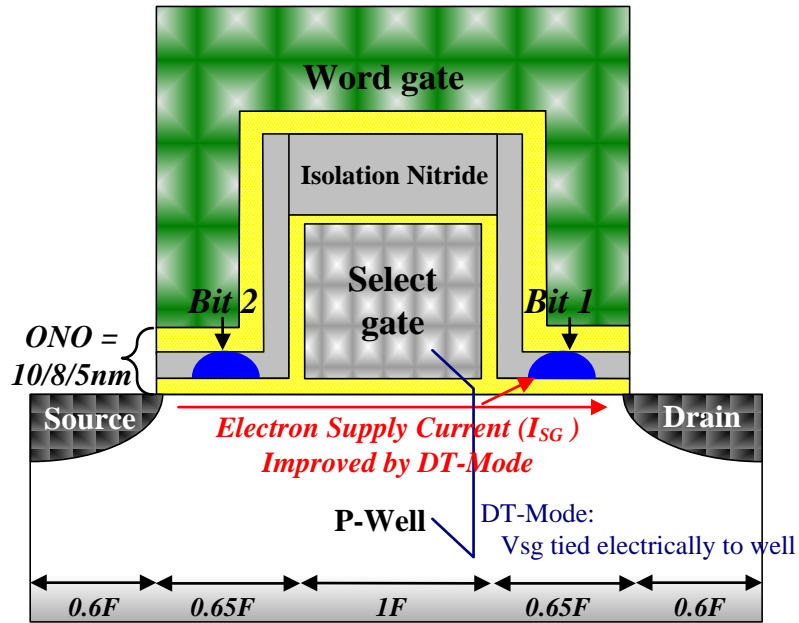 Word gate
Isolation Nitride
Select
gate
Bit 2
Bit 1
ONO =
10/8/5nm
Source
Drain
Electron Supply Current (I_SG )
Improved by DT-Mode
P-Well
DT-Mode:
Vsg tied electrically to well
0.6F
0.65F
1F
0.65F
0.6F